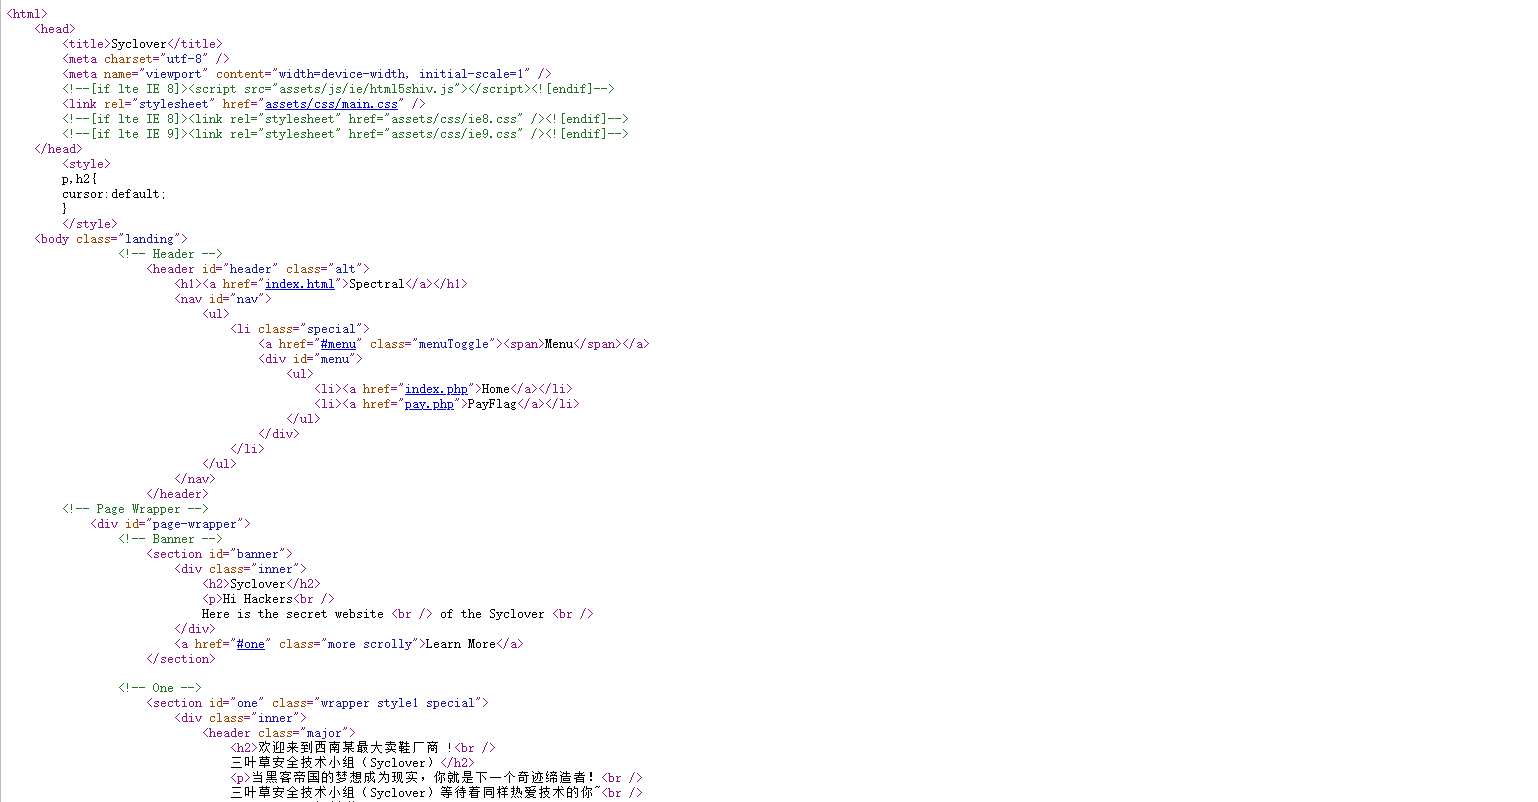 <html>
<head>
<title>Syclover</title>
<meta charset="utf-8" />
<meta name="viewport" content="width=device-width, initial-scale=1" />
<!--[if lte IE 8]><script src="assets/js/ie/html5shiv.js"></script><![endif]-->
<link rel="stylesheet" href="assets/css/main.css" />
<!--[if lte IE 8]><link rel="stylesheet" href="assets/css/ie8.css" /><![endif]-->
<!--[if lte IE 9]><link rel="stylesheet" href="assets/css/ie9.css" /><![endif]-->
</head>
<style>
p,h2{
cursor:default;
}
</style>
<body class="landing">
<!-- Header -->
<header id="header" class="alt">
<h1><a href="index.html">Spectral</a></h1>
<nav id="nav">
<ul>
<li class="special">
<a href="#menu" class="menuToggle"><span>Menu</span></a>
<div id="menu">
<ul>
<li><a href="index.php">Home</a></li>
<li><a href="pay.php">PayFlag</a></li>
</ul>
</div>
</li>
</ul>
</nav>
</header>
<!-- Page Wrapper -->
<div id="page-wrapper">
<!-- Banner -->
<section id="banner">
<div class="inner">
<h2>Syclover</h2>
<p>Hi Hackers<br />
Here is the secret website <br /> of the Syclover <br />
</div>
<a href="#one" class="more scrolly">Learn More</a>
</section>
<!-- One -->
<section id="one" class="wrapper style1 special">
<div class="inner">
<header class="major">
<h2>欢迎来到西南某最大卖鞋厂商 !<br />
三叶草安全技术小组（Syclover）</h2>
<p>当黑客帝国的梦想成为现实，你就是下一个奇迹缔造者！<br />
三叶草安全技术小组（Syclover）等待着同样热爱技术的你~<br />